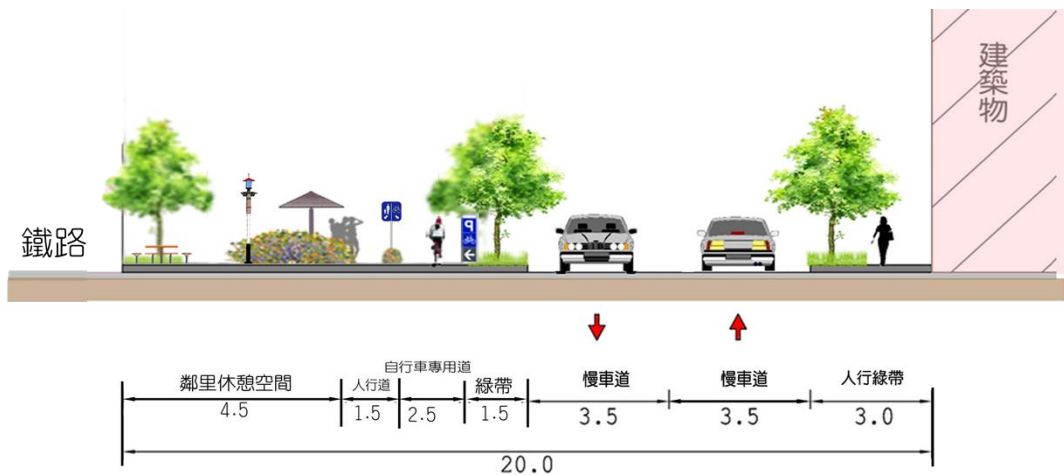 建築物
鐵路
P
自行車專用道
鄰里休憩空間
人行道
綠帶
慢車道
慢車道
人行綠帶
4.5
1.5
2.5
1.5
3.5
3.5
3.0
20.0